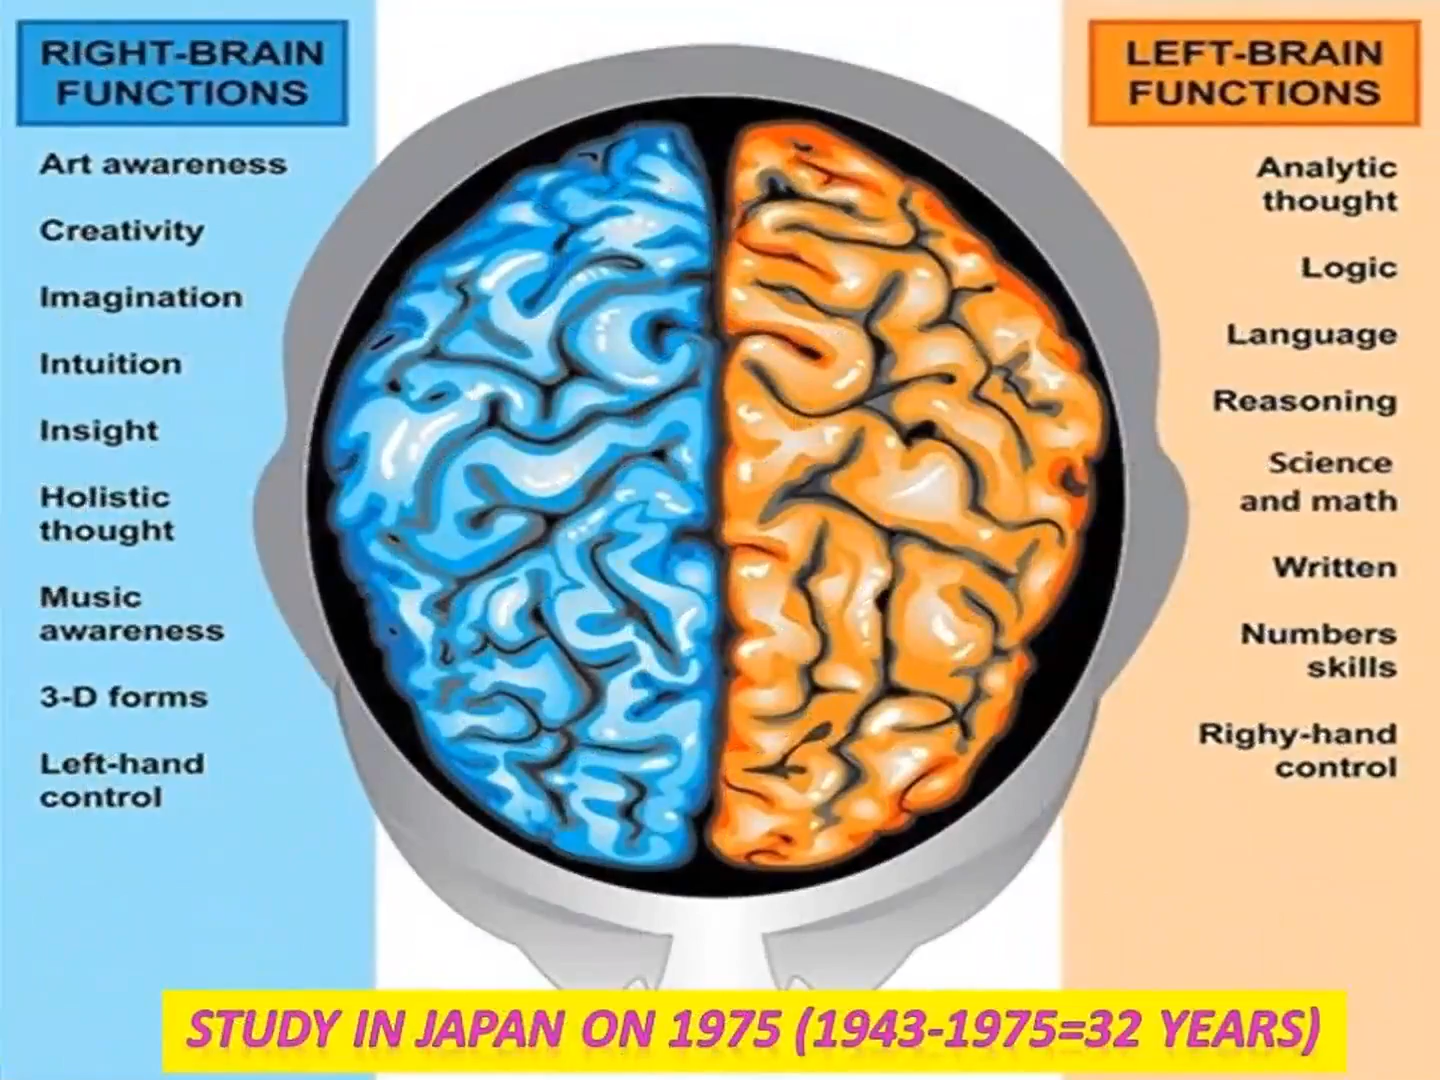 RIGHT-BRAIN
FUNCTIONS
Art awareness
Creativity
Imagination
Intuition
Insight
Holistic
thought
Music
awareness
3-D forms
Left-hand
control
LEFT-BRAIN
FUNCTIONS
Analytic
thought
Logic
Language
Reasoning
Science
and math
Written
Numbers
skills
Righy-hand
control
STUDY IN JAPAN ON 1975 (1943-1975=32 YEARS)